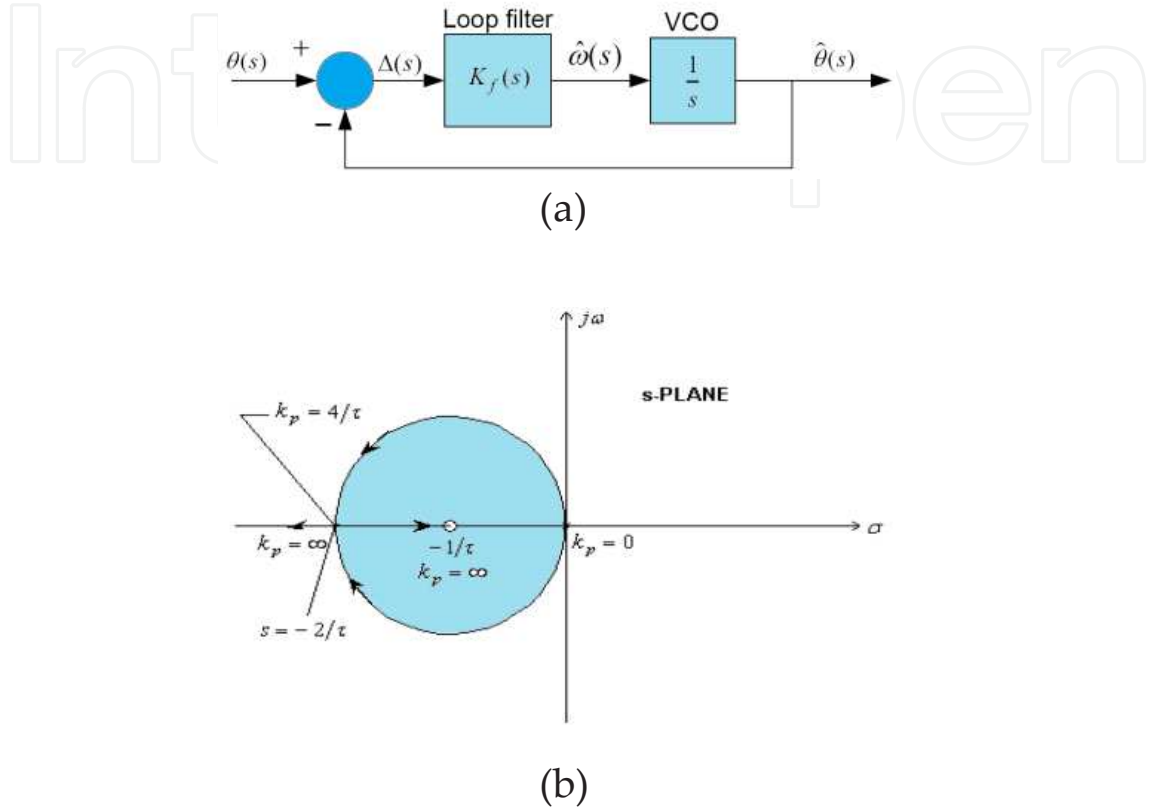 Loop filter
VCO
θ(s)
+
−
Δ(s)
K_f(s)
ω̂(s)
1
s
θ̂(s)
(a)
jω
s-PLANE
k_p = 4/τ
σ
k_p = ∞
−1/τ
k_p = ∞
k_p = 0
s = − 2/τ
(b)